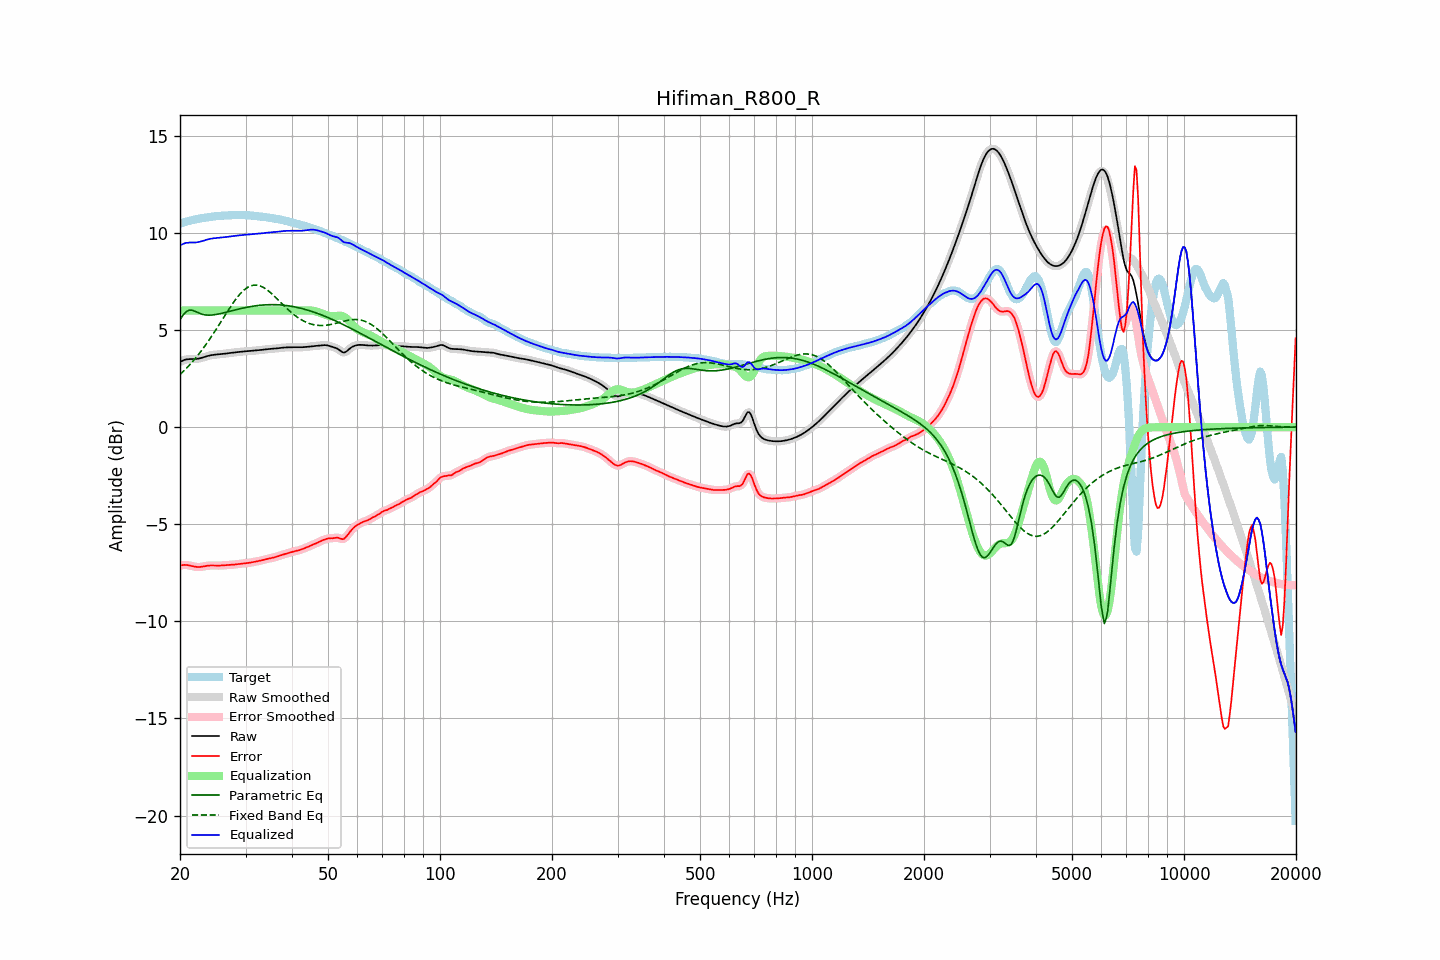 Hifiman_R800_R
15
10
5
0
−5
−10
−15
−20
Amplitude (dBr)
Target
Raw Smoothed
Error Smoothed
Raw
Error
Equalization
Parametric Eq
Fixed Band Eq
Equalized
20 50 100 200 500 1000 2000 5000 10000 20000
Frequency (Hz)